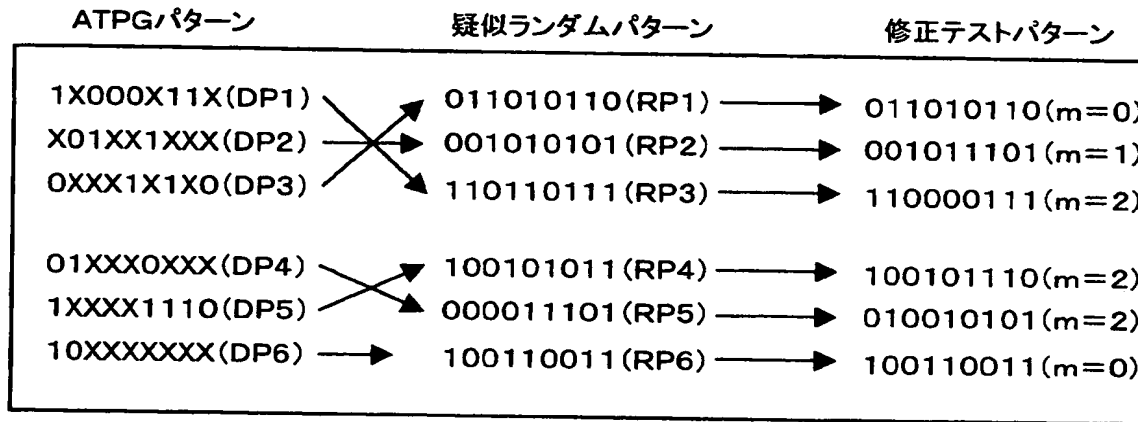 ATPGパターン 疑似ランダムパターン 修正テストパターン
1X000X11X(DP1) 011010110(RP1) 011010110(m=0)
X01XX1XXX(DP2) 001010101(RP2) 001011101(m=1)
0XXX1X1X0(DP3) 110110111(RP3) 110000111(m=2)
01XXX0XXX(DP4) 100101011(RP4) 100101110(m=2)
1XXXX1110(DP5) 000011101(RP5) 010010101(m=2)
10XXXXXXX(DP6) 100110011(RP6) 100110011(m=0)